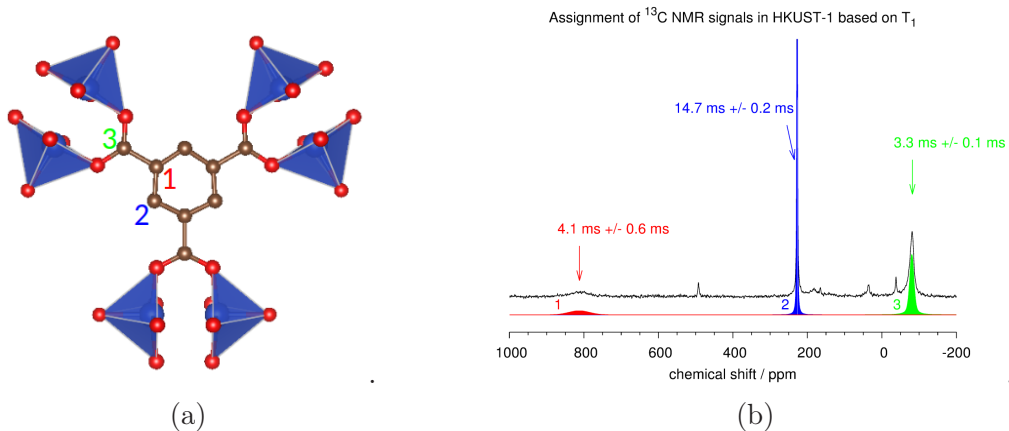 3
1
2
(a)
Assignment of ¹³C NMR signals in HKUST-1 based on T₁
14.7 ms +/- 0.2 ms
3.3 ms +/- 0.1 ms
4.1 ms +/- 0.6 ms
1
2
3
1000 800 600 400 200 0 -200
chemical shift / ppm
(b)